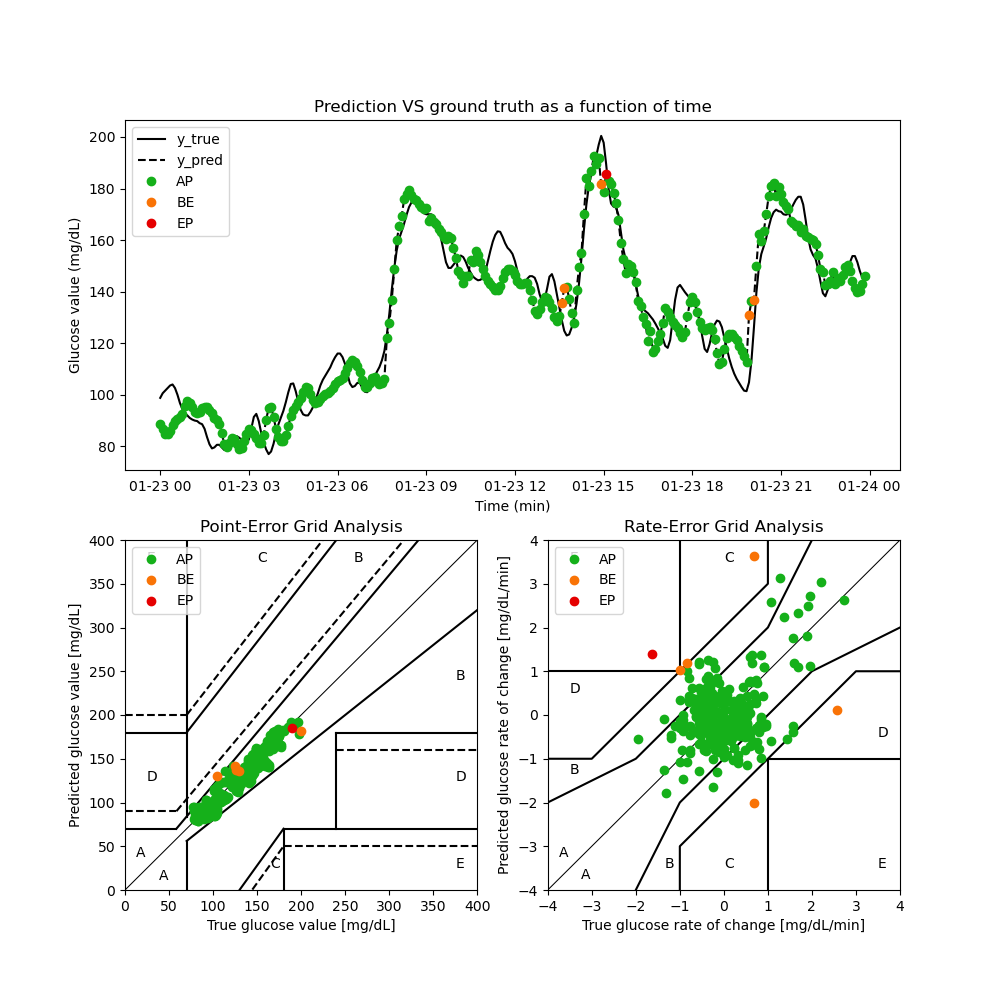 Prediction VS ground truth as a function of time
Glucose value (mg/dL)
200
180
160
140
120
100
80
y_true
y_pred
AP
BE
EP
01-23 00 01-23 03 01-23 06 01-23 09 01-23 12 01-23 15 01-23 18 01-23 21 01-24 00
Time (min)
Point-Error Grid Analysis
Predicted glucose value [mg/dL]
400
350
300
250
200
150
100
50
0
AP
BE
EP
C
B
B
D
D
A
A
C
E
0 50 100 150 200 250 300 350 400
True glucose value [mg/dL]
Rate-Error Grid Analysis
Predicted glucose rate of change [mg/dL/min]
4
3
2
1
0
−1
−2
−3
−4
AP
BE
EP
C
D
D
B
A
A
B
C
E
−4 −3 −2 −1 0 1 2 3 4
True glucose rate of change [mg/dL/min]